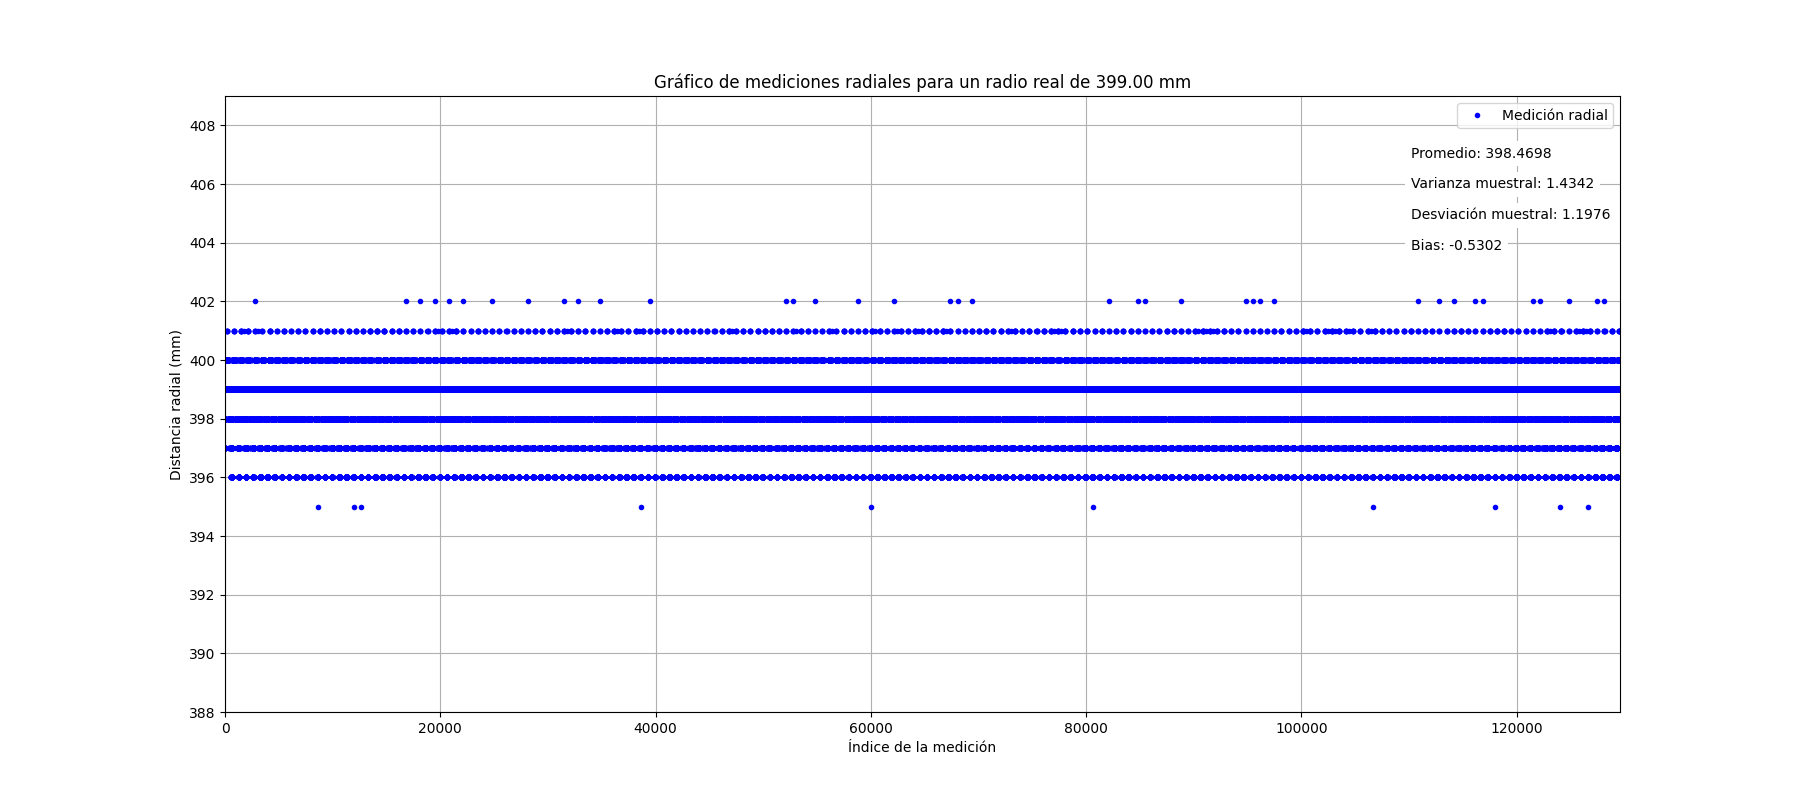 Gráfico de mediciones radiales para un radio real de 399.00 mm
Medición radial
Promedio: 398.4698
Varianza muestral: 1.4342
Desviación muestral: 1.1976
Bias: -0.5302
Distancia radial (mm)
408
406
404
402
400
398
396
394
392
390
388
0 20000 40000 60000 80000 100000 120000
Índice de la medición